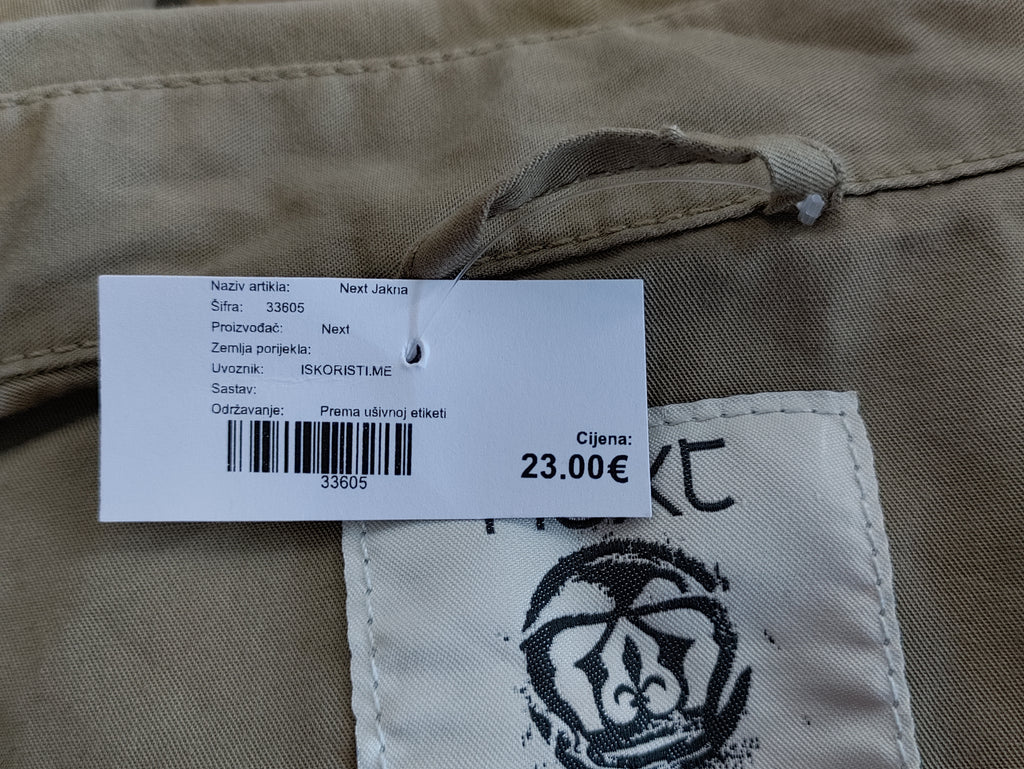 Naziv artikla: Next Jakna
Šifra: 33605
Proizvođač: Next
Zemlja porijekla:
Uvoznik: ISKORISTI.ME
Sastav:
Održavanje: Prema ušivnoj etiketi
33605
Cijena:
23.00€
next